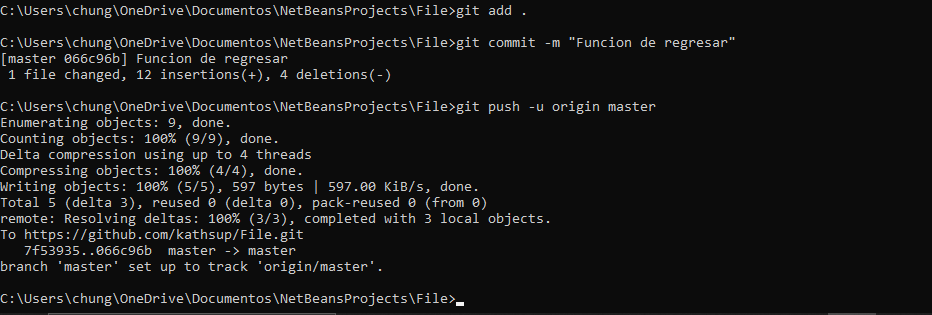 C:\Users\chung\OneDrive\Documentos\NetBeansProjects\File>git add .
C:\Users\chung\OneDrive\Documentos\NetBeansProjects\File>git commit -m "Funcion de regresar"
[master 066c96b] Funcion de regresar
 1 file changed, 12 insertions(+), 4 deletions(-)
C:\Users\chung\OneDrive\Documentos\NetBeansProjects\File>git push -u origin master
Enumerating objects: 9, done.
Counting objects: 100% (9/9), done.
Delta compression using up to 4 threads
Compressing objects: 100% (4/4), done.
Writing objects: 100% (5/5), 597 bytes | 597.00 KiB/s, done.
Total 5 (delta 3), reused 0 (delta 0), pack-reused 0 (from 0)
remote: Resolving deltas: 100% (3/3), completed with 3 local objects.
To https://github.com/kathsup/File.git
   7f53935..066c96b  master -> master
branch 'master' set up to track 'origin/master'.
C:\Users\chung\OneDrive\Documentos\NetBeansProjects\File>